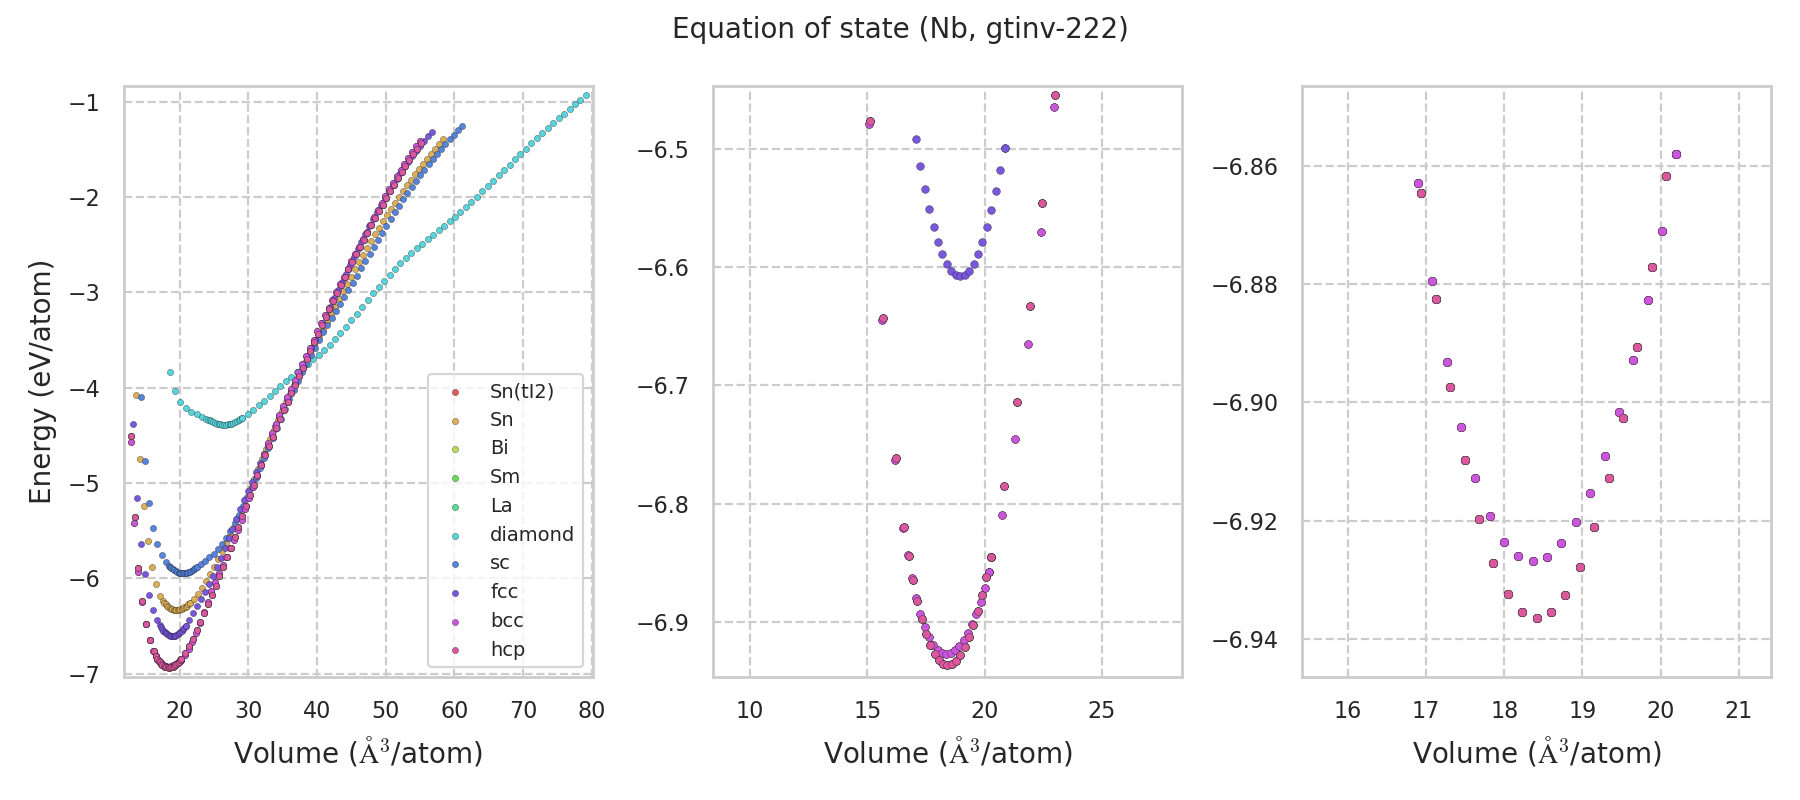 Equation of state (Nb, gtinv-222)
Energy (eV/atom)
−1
−2
−3
−4
−5
−6
−7
20 30 40 50 60 70 80
Volume (Å³/atom)
Sn(tI2)
Sn
Bi
Sm
La
diamond
sc
fcc
bcc
hcp
−6.5
−6.6
−6.7
−6.8
−6.9
10 15 20 25
Volume (Å³/atom)
−6.86
−6.88
−6.90
−6.92
−6.94
16 17 18 19 20 21
Volume (Å³/atom)